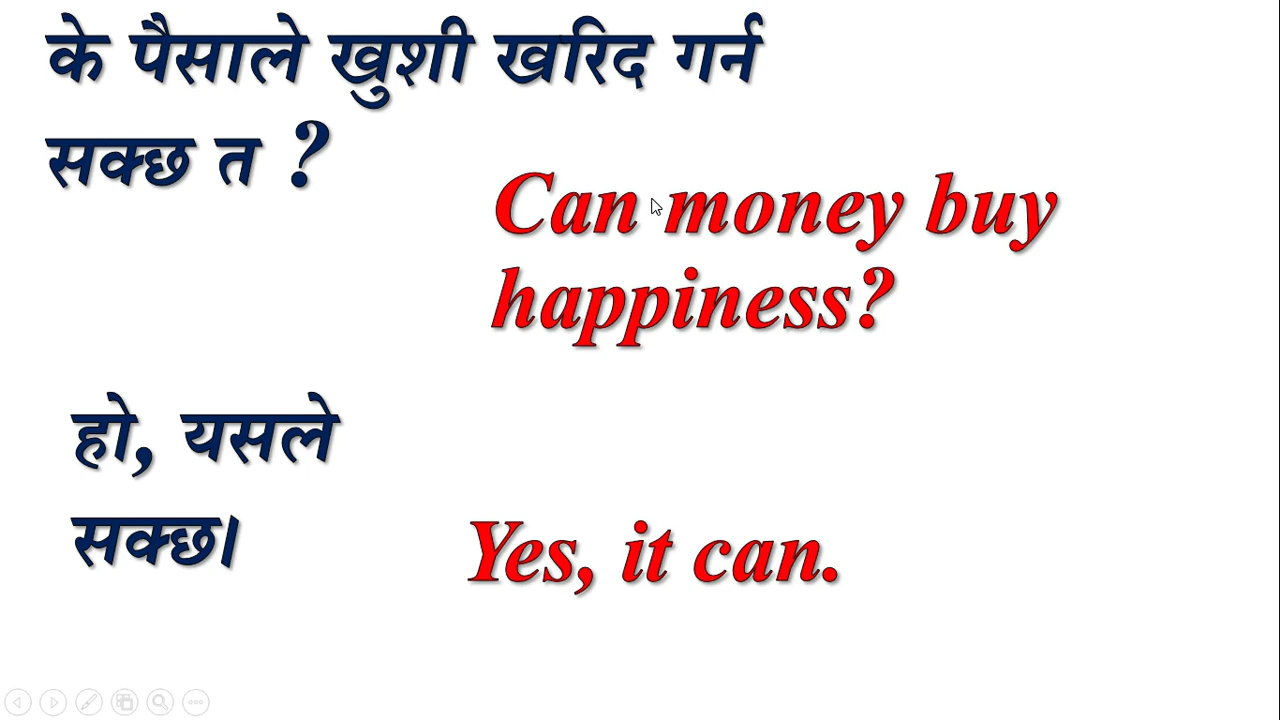 के पैसाले खुशी खरिद गर्न
सक्छ त ?
Can money buy
happiness?
हो, यसले
सक्छ।
Yes, it can.